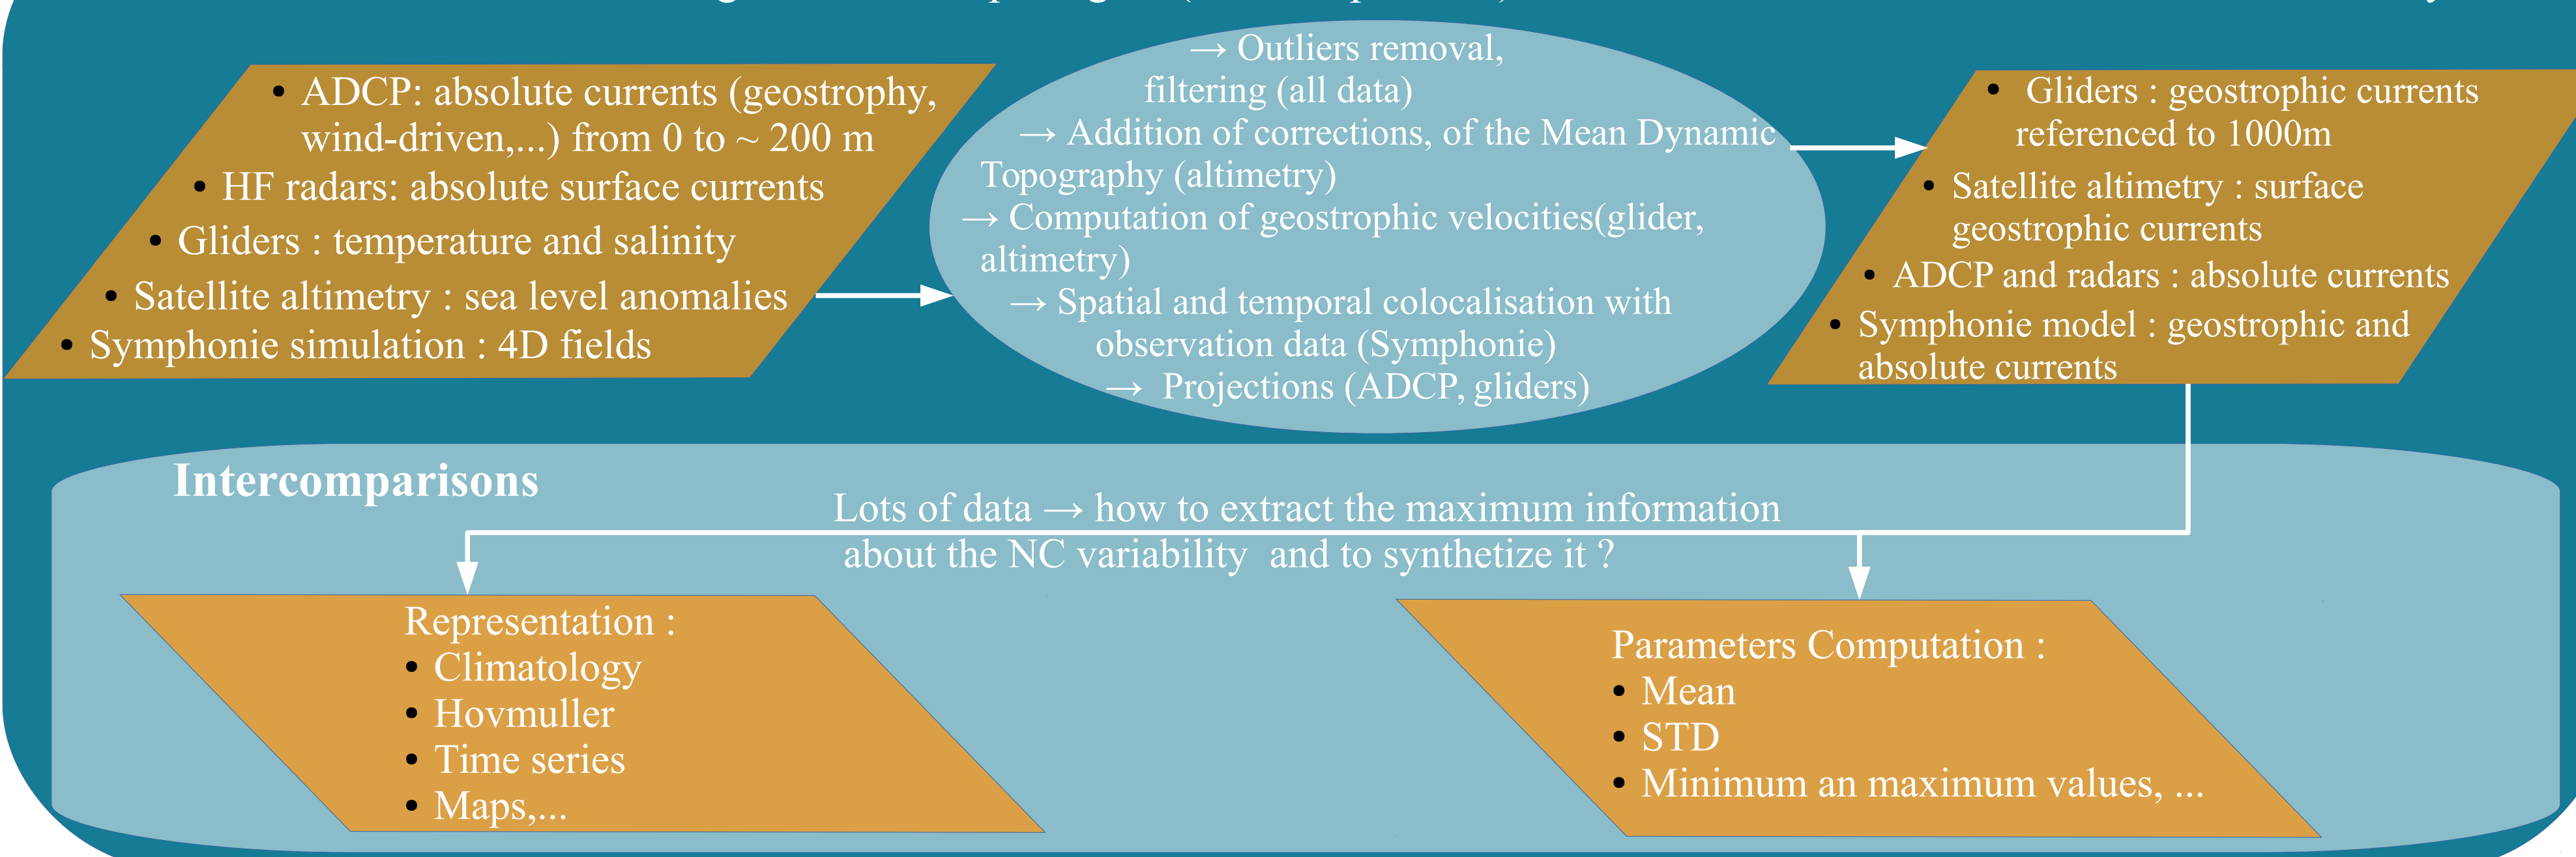 • ADCP: absolute currents (geostrophy,
wind-driven,...) from 0 to ~ 200 m
• HF radars: absolute surface currents
• Gliders : temperature and salinity
• Satellite altimetry : sea level anomalies
• Symphonie simulation : 4D fields
→ Outliers removal,
filtering (all data)
→ Addition of corrections, of the Mean Dynamic
Topography (altimetry)
→ Computation of geostrophic velocities(glider,
altimetry)
→ Spatial and temporal colocalisation with
observation data (Symphonie)
→ Projections (ADCP, gliders)
• Gliders : geostrophic currents
referenced to 1000m
• Satellite altimetry : surface
geostrophic currents
• ADCP and radars : absolute currents
• Symphonie model : geostrophic and
absolute currents
Intercomparisons
Lots of data → how to extract the maximum information
about the NC variability and to synthetize it ?
Representation :
• Climatology
• Hovmuller
• Time series
• Maps,...
Parameters Computation :
• Mean
• STD
• Minimum an maximum values, ...